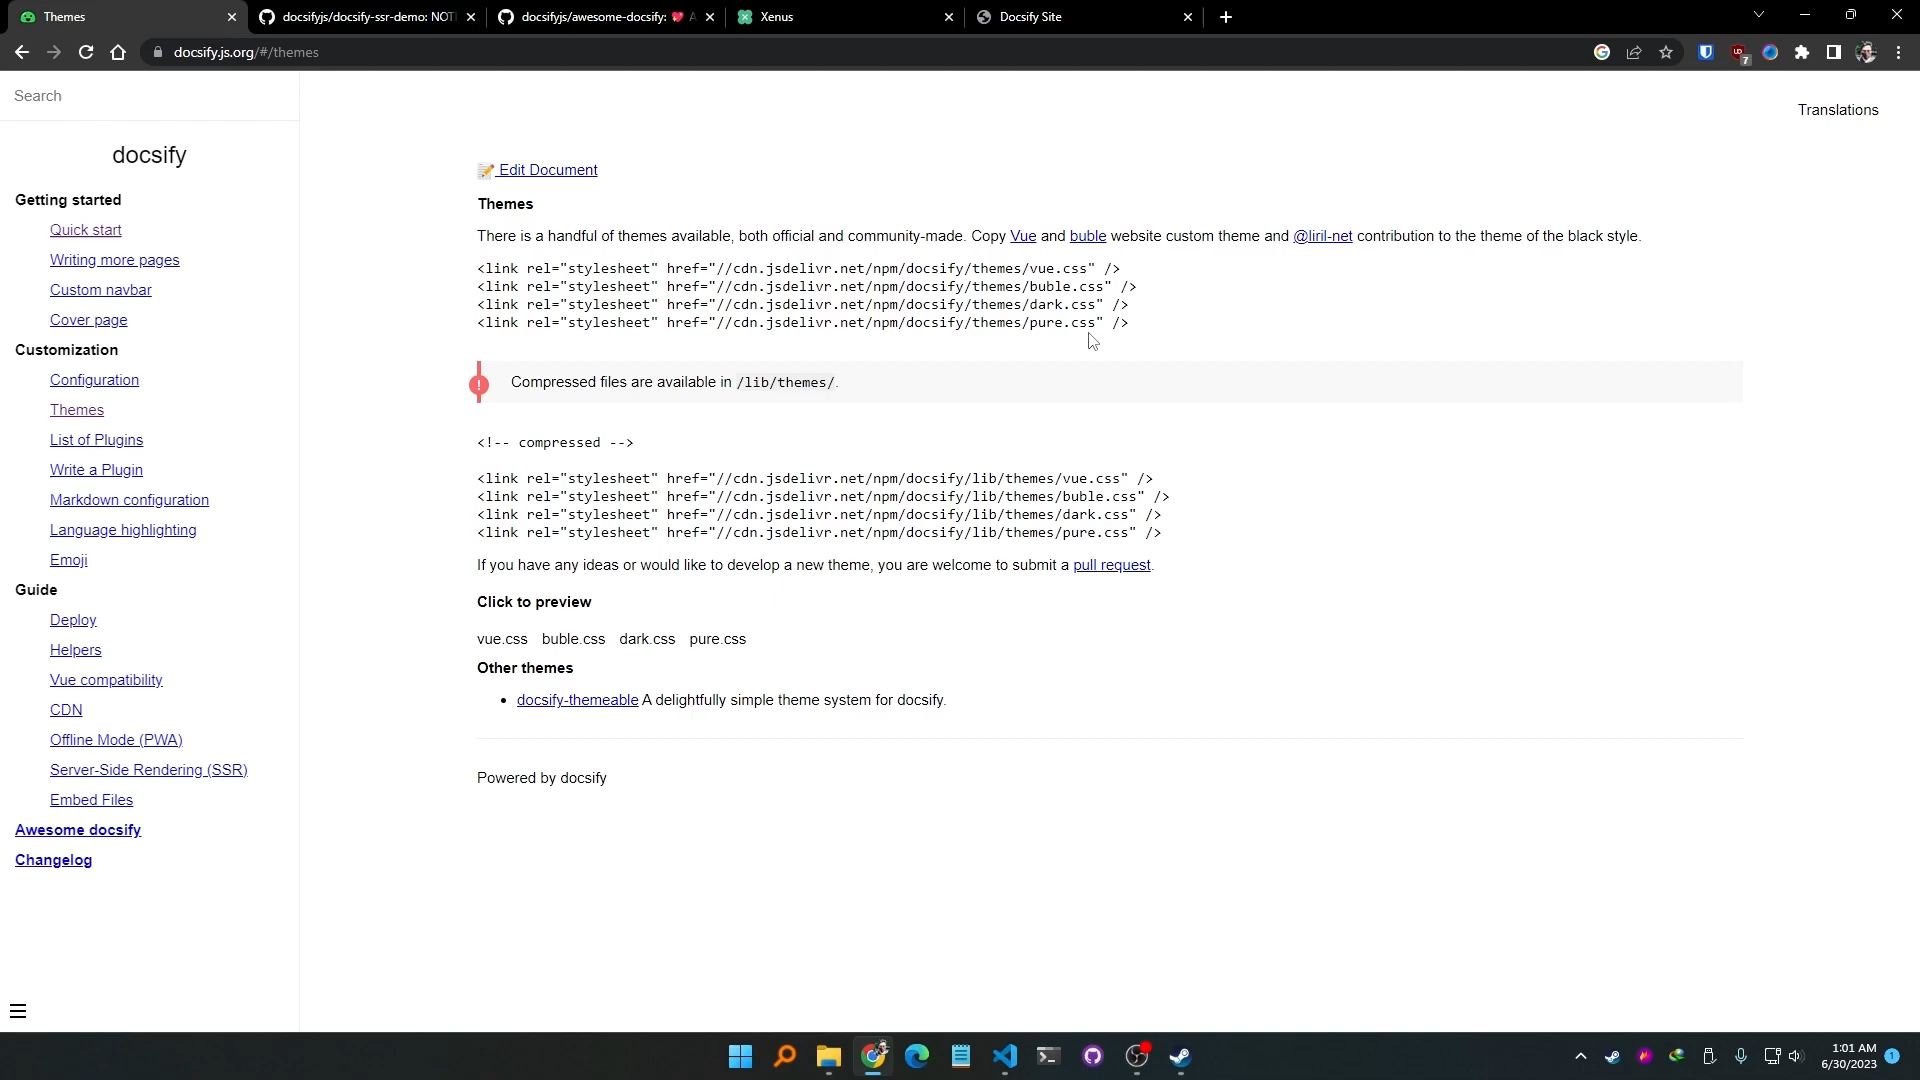 Themes
docsifyjs/docsify-ssr-demo: NOT
docsifyjs/awesome-docsify: 💖 A
Xenus
Docsify Site
docsify.js.org/#/themes
7
Search
Translations
docsify
Getting started
Quick start
Writing more pages
Custom navbar
Cover page
Customization
Configuration
Themes
List of Plugins
Write a Plugin
Markdown configuration
Language highlighting
Emoji
Guide
Deploy
Helpers
Vue compatibility
CDN
Offline Mode (PWA)
Server-Side Rendering (SSR)
Embed Files
Awesome docsify
Changelog
📝 Edit Document
Themes
There is a handful of themes available, both official and community-made. Copy Vue and buble website custom theme and @liril-net contribution to the theme of the black style.
<link rel="stylesheet" href="//cdn.jsdelivr.net/npm/docsify/themes/vue.css" />
<link rel="stylesheet" href="//cdn.jsdelivr.net/npm/docsify/themes/buble.css" />
<link rel="stylesheet" href="//cdn.jsdelivr.net/npm/docsify/themes/dark.css" />
<link rel="stylesheet" href="//cdn.jsdelivr.net/npm/docsify/themes/pure.css" />
! Compressed files are available in /lib/themes/.
<!-- compressed -->
<link rel="stylesheet" href="//cdn.jsdelivr.net/npm/docsify/lib/themes/vue.css" />
<link rel="stylesheet" href="//cdn.jsdelivr.net/npm/docsify/lib/themes/buble.css" />
<link rel="stylesheet" href="//cdn.jsdelivr.net/npm/docsify/lib/themes/dark.css" />
<link rel="stylesheet" href="//cdn.jsdelivr.net/npm/docsify/lib/themes/pure.css" />
If you have any ideas or would like to develop a new theme, you are welcome to submit a pull request.
Click to preview
vue.css buble.css dark.css pure.css
Other themes
• docsify-themeable A delightfully simple theme system for docsify.
Powered by docsify
1:01 AM
6/30/2023
1